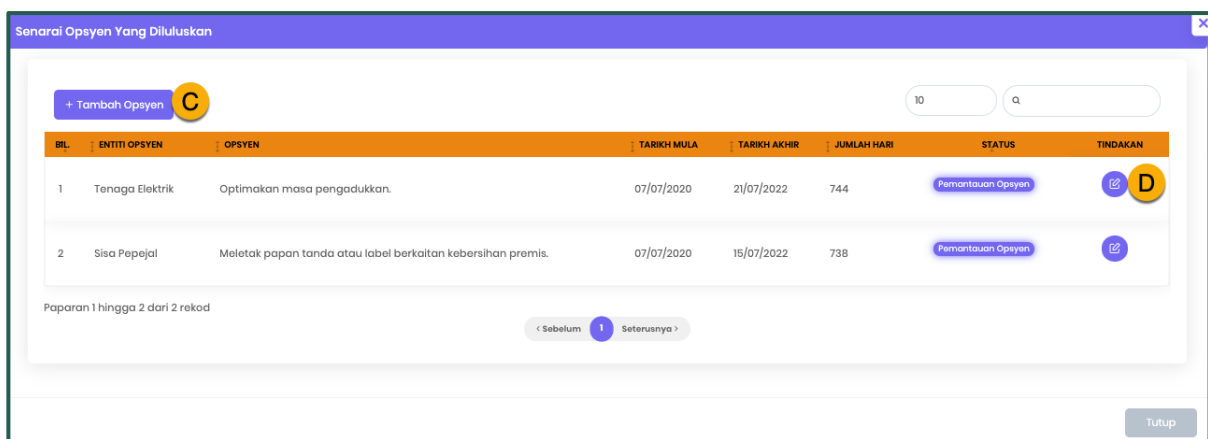 Senarai Opsyen Yang Diluluskan
+ Tambah Opsyen C 10
BIL. ENTITI OPSYEN OPSYEN TARIKH MULA TARIKH AKHIR JUMLAH HARI STATUS TINDAKAN
1 Tenaga Elektrik Optimakan masa pengadukkan. 07/07/2020 21/07/2022 744 Pemantauan Opsyen D
2 Sisa Pepejal Meletak papan tanda atau label berkaitan kebersihan premis. 07/07/2020 15/07/2022 738 Pemantauan Opsyen
Paparan 1 hingga 2 dari 2 rekod
< Sebelum 1 Seterusnya >
Tutup